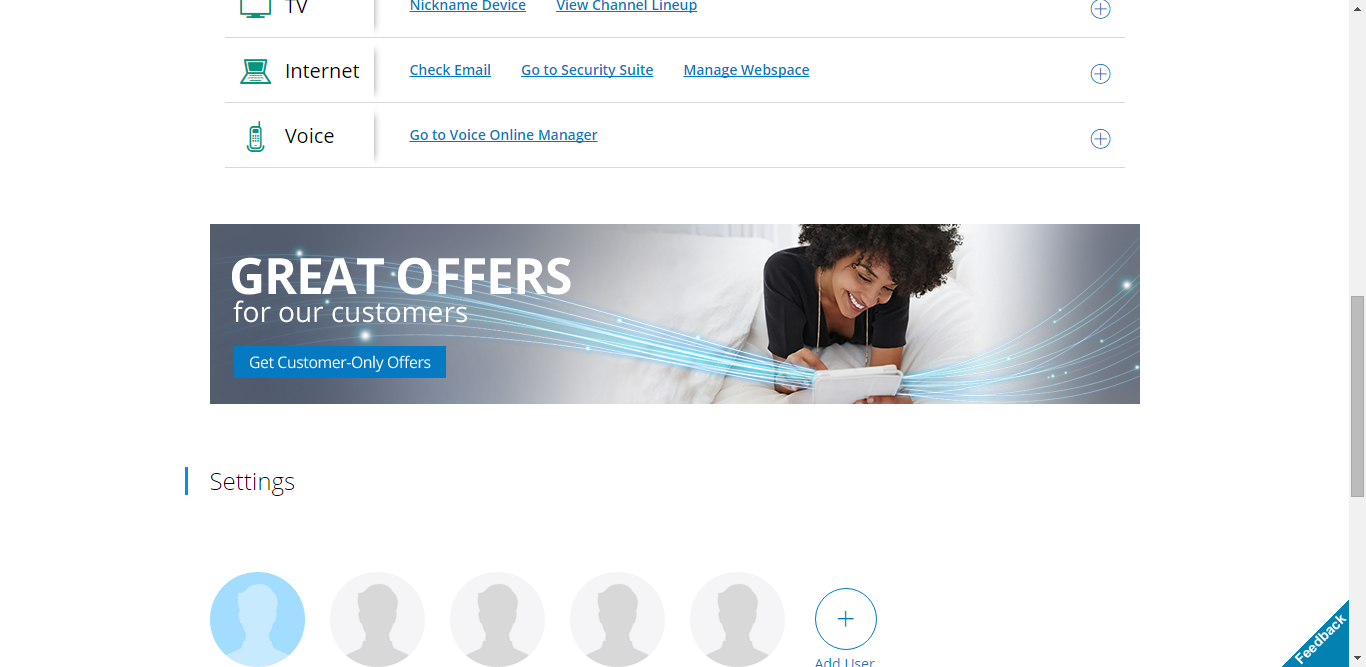 TV Nickname Device View Channel Lineup
Internet Check Email Go to Security Suite Manage Webspace
Voice Go to Voice Online Manager
GREAT OFFERS
for our customers
Get Customer-Only Offers
Settings
Add User
Feedback